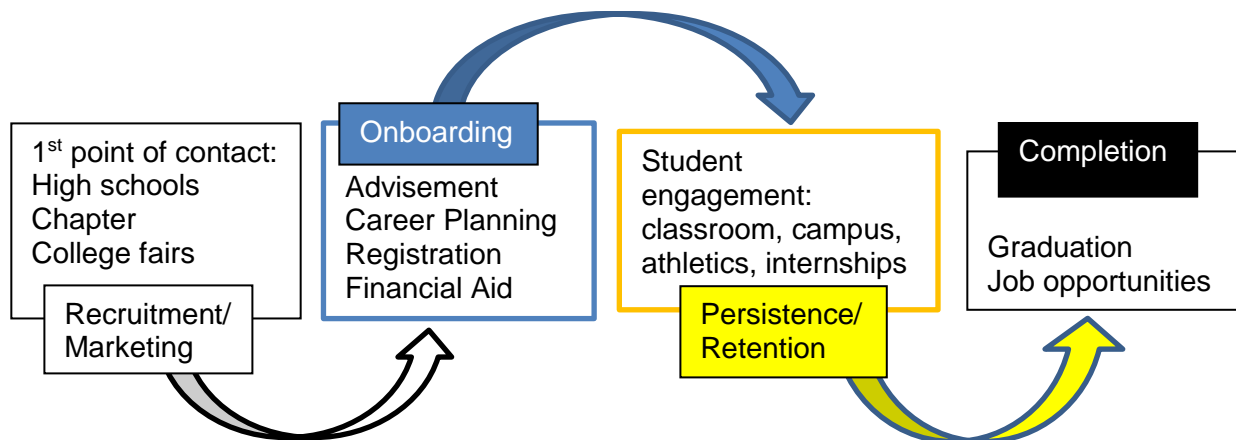 1st point of contact:
High schools
Chapter
College fairs
Recruitment/
Marketing
Onboarding
Advisement
Career Planning
Registration
Financial Aid
Student
engagement:
classroom, campus,
athletics, internships
Persistence/
Retention
Completion
Graduation
Job opportunities